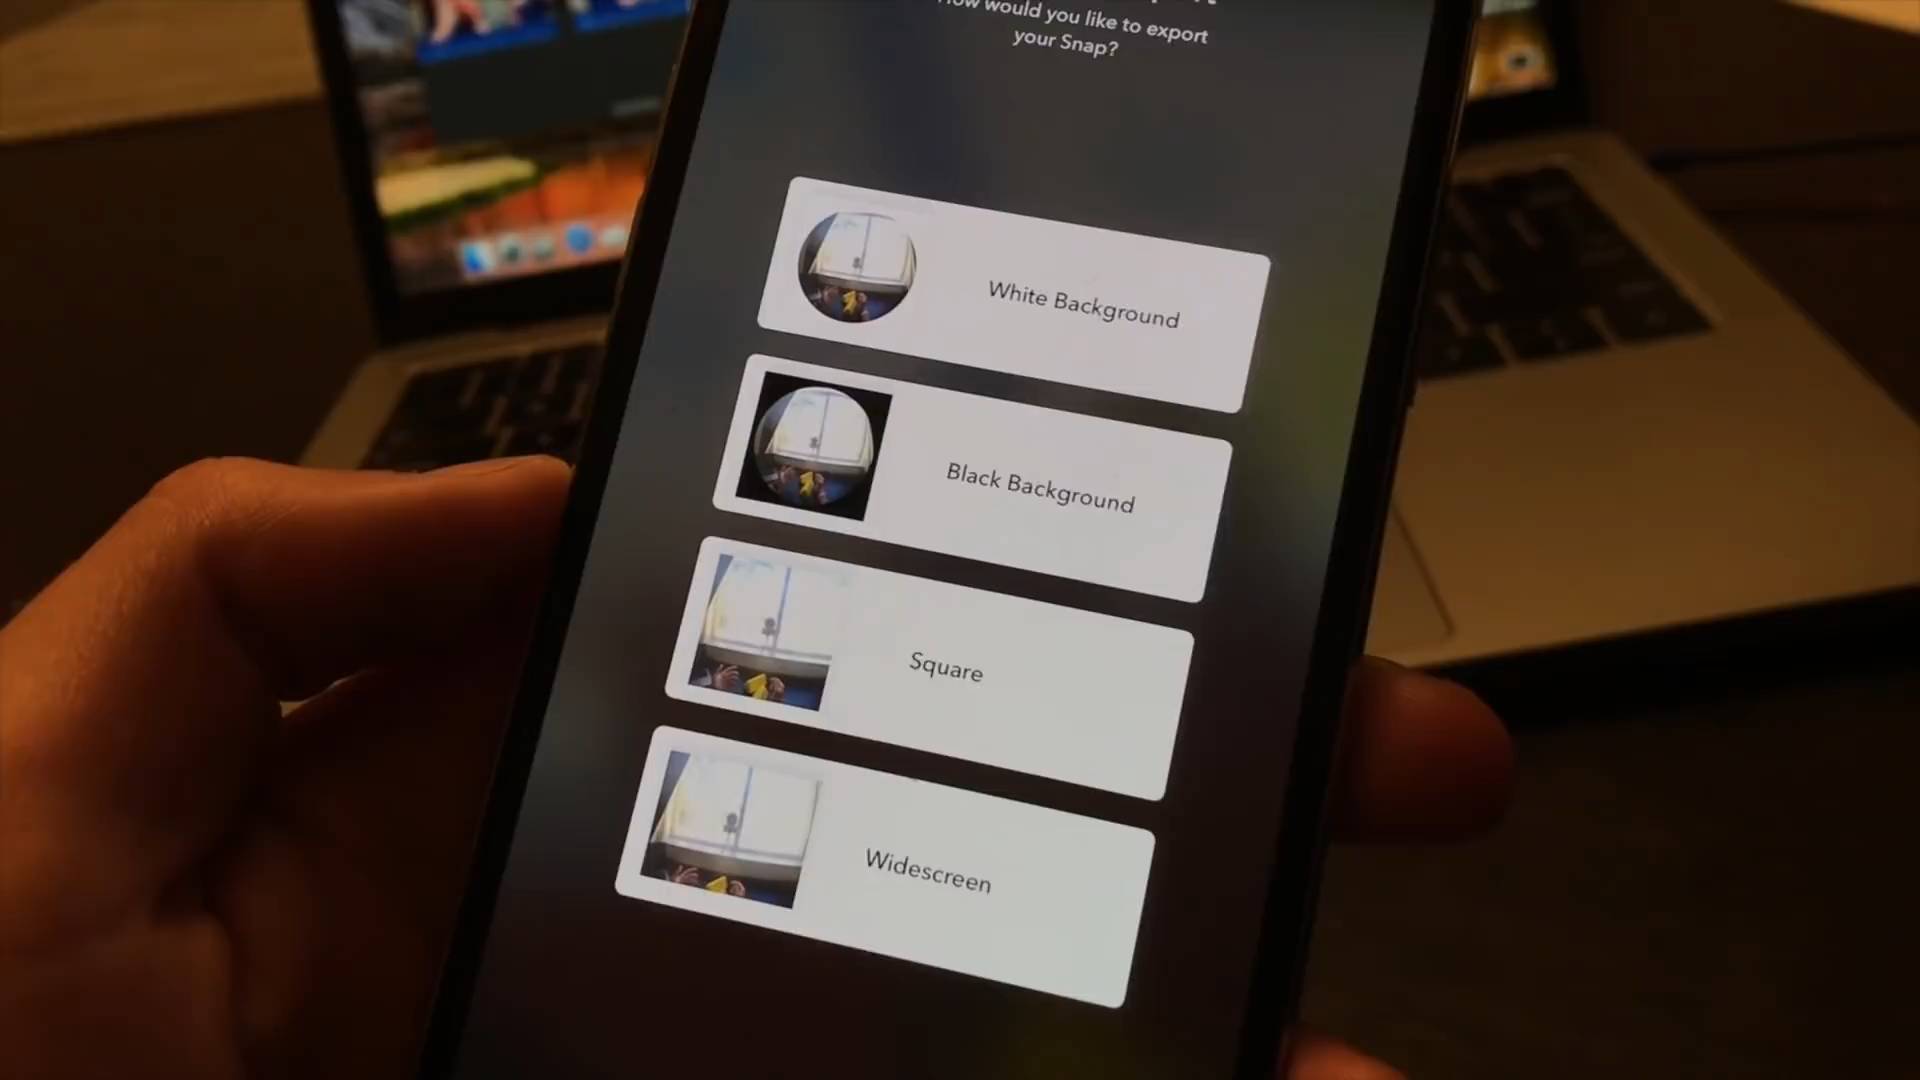 How would you like to export
your Snap?
White Background
Black Background
Square
Widescreen